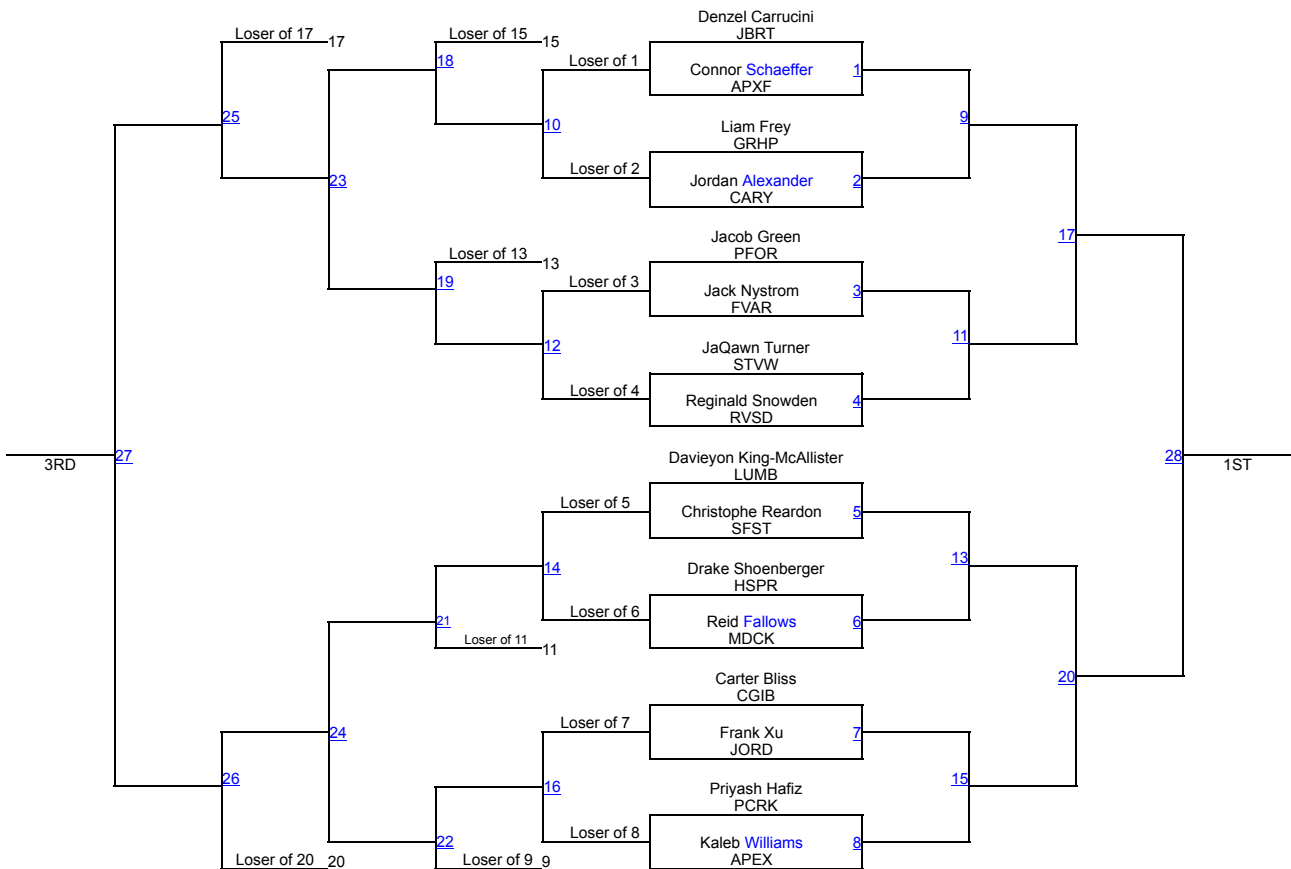 Denzel Carrucini
JBRT
Loser of 17 17
Loser of 15 15
18
Loser of 1
Connor Schaeffer 1
APXF
25
10
Liam Frey
9
GRHP
Loser of 2
23
Jordan Alexander 2
CARY
Jacob Green
17
PFOR
Loser of 13 13
19
Loser of 3
Jack Nystrom 3
FVAR
12
JaQawn Turner
11
STVW
Loser of 4
Reginald Snowden 4
RVSD
3RD
27
Davieyon King-McAllister
28
1ST
LUMB
Loser of 5
Christophe Reardon 5
SFST
14
Drake Shoenberger
13
HSPR
21
Loser of 6
Reid Fallows 6
MDCK
Loser of 11 11
Carter Bliss
20
CGIB
24
Loser of 7
Frank Xu 7
JORD
26
16
Priyash Hafiz
15
PCRK
22
Loser of 8
Kaleb Williams 8
APEX
Loser of 20 20
Loser of 9 9